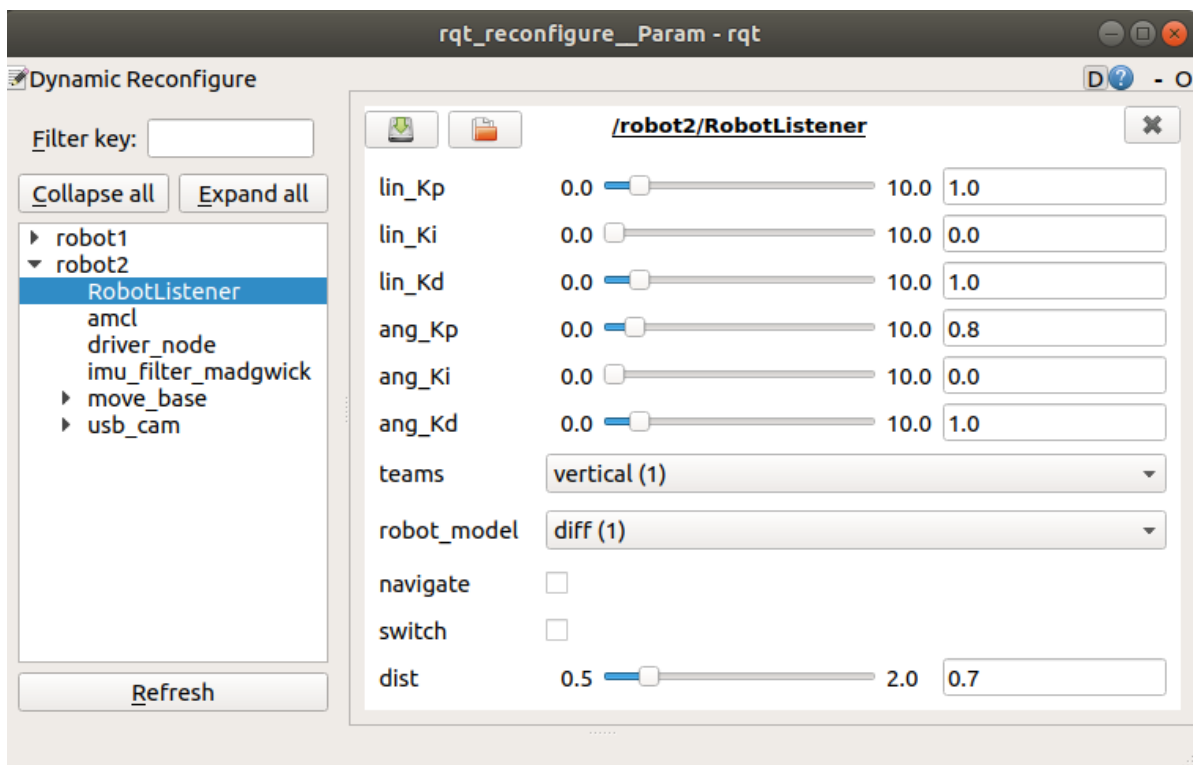 rqt_reconfigure__Param - rqt
Dynamic Reconfigure
D ? - O
Filter key:
Collapse all Expand all
robot1
robot2
RobotListener
amcl
driver_node
imu_filter_madgwick
move_base
usb_cam
Refresh
/robot2/RobotListener
lin_Kp 0.0 10.0 1.0
lin_Ki 0.0 10.0 0.0
lin_Kd 0.0 10.0 1.0
ang_Kp 0.0 10.0 0.8
ang_Ki 0.0 10.0 0.0
ang_Kd 0.0 10.0 1.0
teams vertical (1)
robot_model diff (1)
navigate
switch
dist 0.5 2.0 0.7